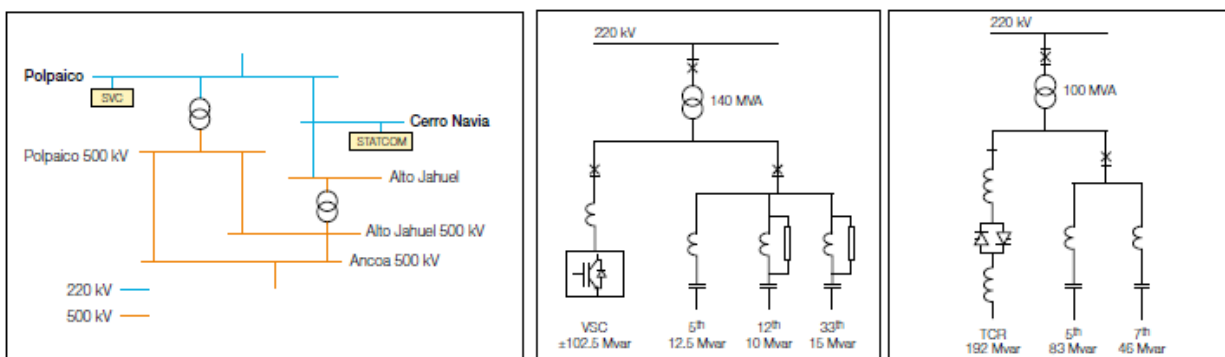 Polpaico
SVC
Cerro Navia
STATCOM
Polpaico 500 kV
Alto Jahuel
Alto Jahuel 500 kV
Ancoa 500 kV
220 kV
500 kV
220 kV
140 MVA
VSC
±102.5 Mvar
5th
12.5 Mvar
12th
10 Mvar
33th
15 Mvar
220 kV
100 MVA
TCR
192 Mvar
5th
83 Mvar
7th
46 Mvar